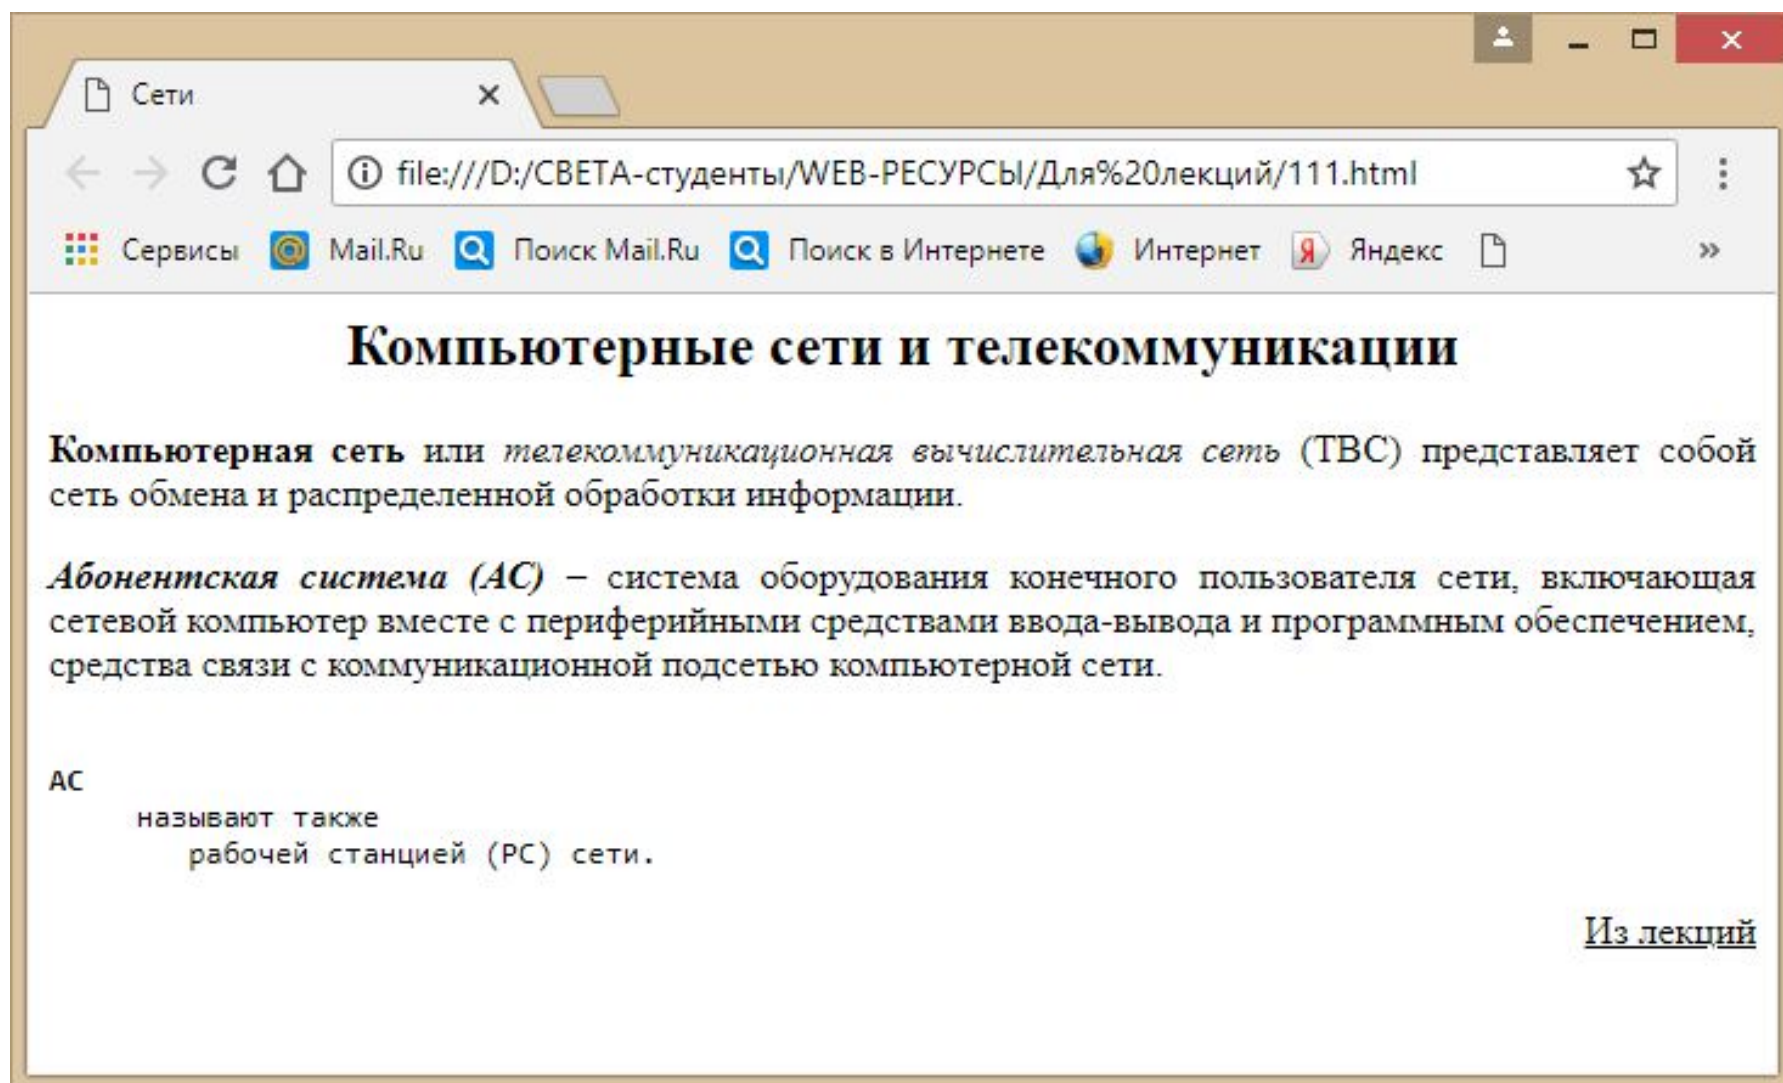 Сети
file:///D:/СВЕТА-студенты/WEB-РЕСУРСЫ/Для%20лекций/111.html
Сервисы Mail.Ru Поиск Mail.Ru Поиск в Интернете Интернет Яндекс »
Компьютерные сети и телекоммуникации
Компьютерная сеть или телекоммуникационная вычислительная сеть (ТВС) представляет собой
сеть обмена и распределенной обработки информации.
Абонентская система (АС) – система оборудования конечного пользователя сети, включающая
сетевой компьютер вместе с периферийными средствами ввода-вывода и программным обеспечением,
средства связи с коммуникационной подсетью компьютерной сети.
АС
называют также
рабочей станцией (РС) сети.
Из лекций